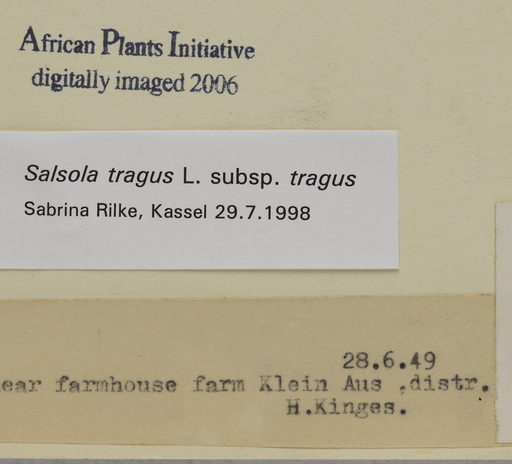 African Plants Initiative
digitally imaged 2006
Salsola tragus L. subsp. tragus
Sabrina Rilke, Kassel 29.7.1998
28.6.49
ear farmhouse farm Klein Aus ,distr.
H.Kinges.